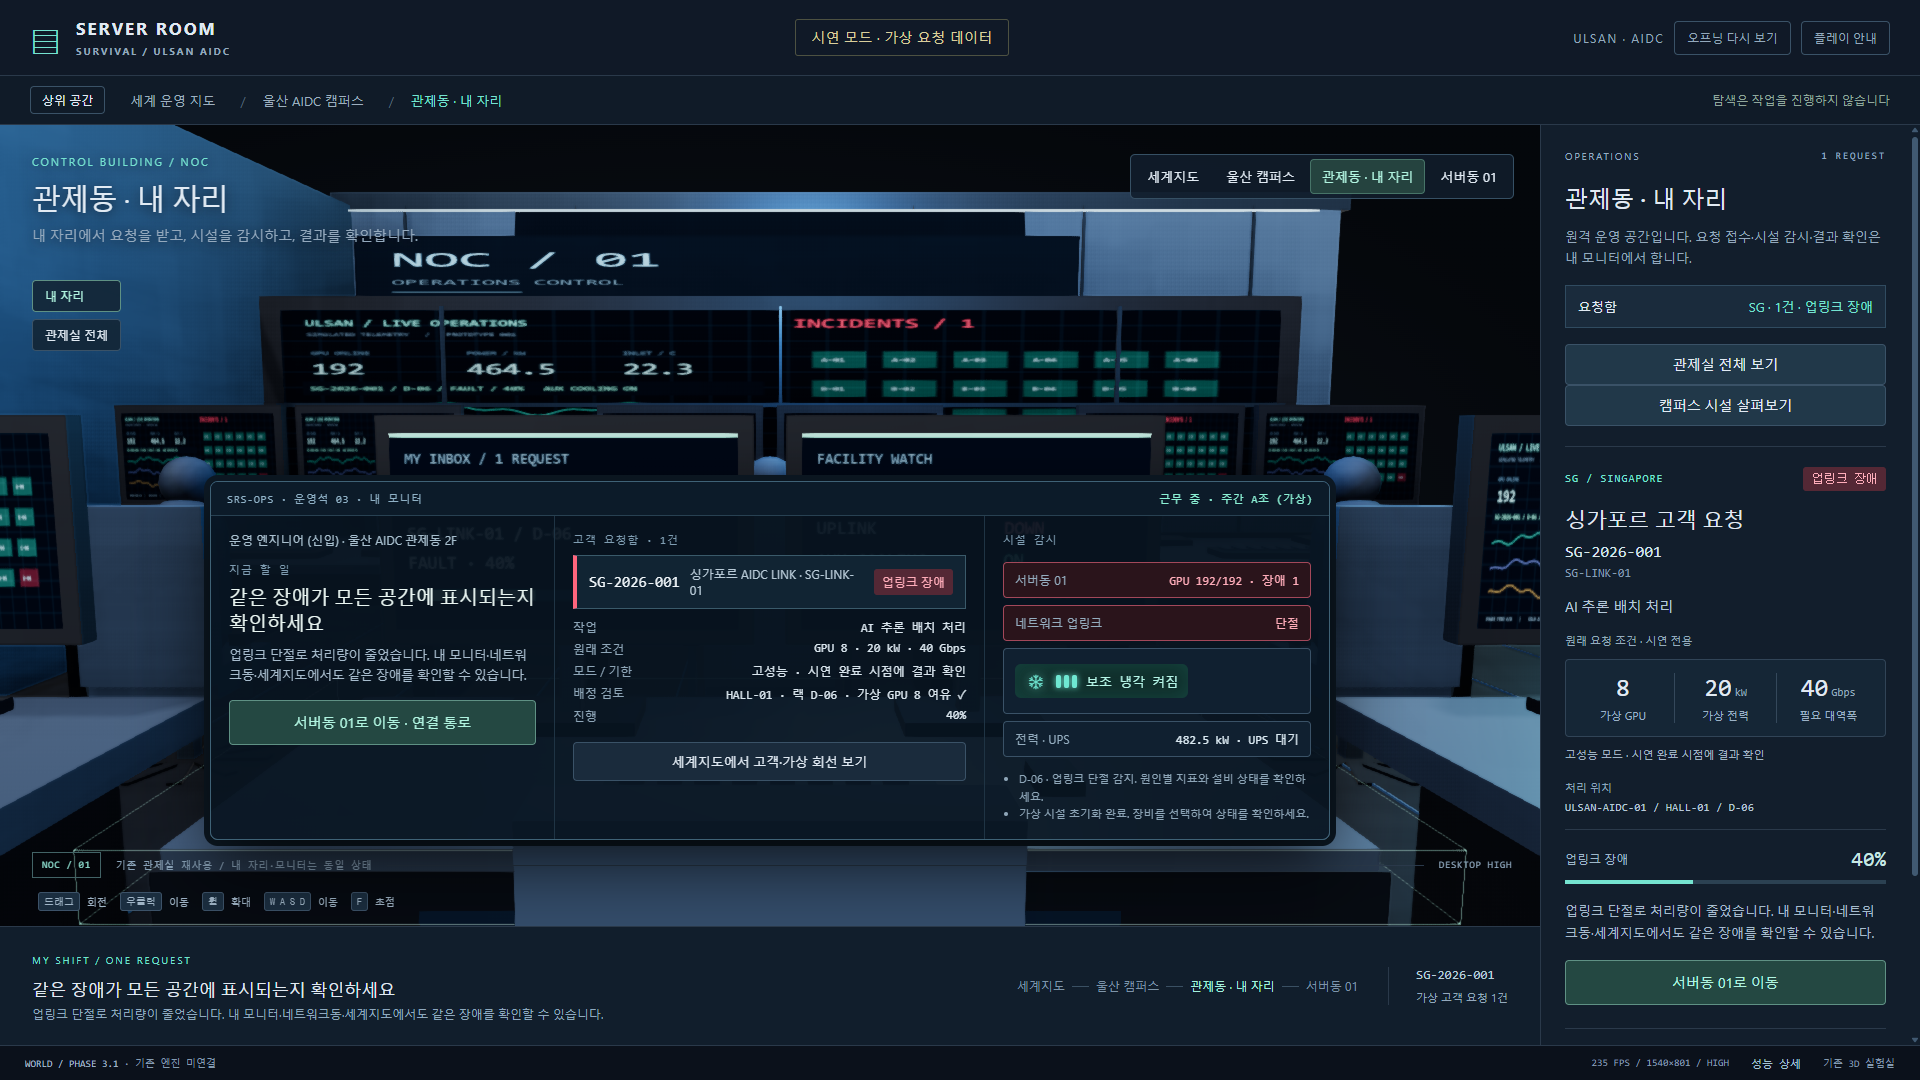 SERVER ROOM
SURVIVAL / ULSAN AIDC
시연 모드 · 가상 요청 데이터
ULSAN · AIDC
오프닝 다시 보기
플레이 안내
상위 공간
세계 운영 지도 / 울산 AIDC 캠퍼스 / 관제동 · 내 자리
탐색은 작업을 진행하지 않습니다
CONTROL BUILDING / NOC
관제동 · 내 자리
내 자리에서 요청을 받고, 시설을 감시하고, 결과를 확인합니다.
내 자리
관제실 전체
세계지도
울산 캠퍼스
관제동 · 내 자리
서버동 01
NOC / 01
OPERATIONS CONTROL
ULSAN / LIVE OPERATIONS
GPU ONLINE
POWER / kW
INLET / C
192
464.5
22.3
SG-2026-001 / D-06 / FAULT / 40% AUX COOLING ON
INCIDENTS / 1
A-01 A-02 A-03 A-04 A-05 A-06
D-01 D-02 D-03 D-04 D-05 D-06
MY INBOX / 1 REQUEST
FACILITY WATCH
SRS-OPS · 운영석 03 · 내 모니터
근무 중 · 주간 A조 (가상)
운영 엔지니어 (신입) · 울산 AIDC 관제동 2F
지금 할 일
같은 장애가 모든 공간에 표시되는지
확인하세요
업링크 단절로 처리량이 줄었습니다. 내 모니터·네트워
크동·세계지도에서도 같은 장애를 확인할 수 있습니다.
서버동 01로 이동 · 연결 통로
SG-LINK-01 / D-06
FAULT · 40%
고객 요청함 · 1건
SG-2026-001
싱가포르 AIDC LINK · SG-LINK-
01
업링크 장애
작업
AI 추론 배치 처리
원래 조건
GPU 8 · 20 kW · 40 Gbps
모드 / 기한
고성능 · 시연 완료 시점에 결과 확인
배정 검토
HALL-01 · 랙 D-06 · 가상 GPU 8 여유 ✓
진행
40%
세계지도에서 고객·가상 회선 보기
UPLINK
DOWN
ON
시설 감시
서버동 01
GPU 192/192 · 장애 1
네트워크 업링크
단절
보조 냉각 켜짐
전력 · UPS
482.5 kW · UPS 대기
D-06 · 업링크 단절 감지. 원인별 지표와 설비 상태를 확인하
세요.
가상 시설 초기화 완료. 장비를 선택하여 상태를 확인하세요.
NOC / 01
기존 관제실 재사용 / 내 자리·모니터는 동일 상태
DESKTOP HIGH
드래그 회전 우클릭 이동 휠 확대 W A S D 이동 F 초점
MY SHIFT / ONE REQUEST
같은 장애가 모든 공간에 표시되는지 확인하세요
업링크 단절로 처리량이 줄었습니다. 내 모니터·네트워크동·세계지도에서도 같은 장애를 확인할 수 있습니다.
세계지도 — 울산 캠퍼스 — 관제동 · 내 자리 — 서버동 01
SG-2026-001
가상 고객 요청 1건
OPERATIONS
1 REQUEST
관제동 · 내 자리
원격 운영 공간입니다. 요청 접수·시설 감시·결과 확인은
내 모니터에서 합니다.
요청함
SG · 1건 · 업링크 장애
관제실 전체 보기
캠퍼스 시설 살펴보기
SG / SINGAPORE
업링크 장애
싱가포르 고객 요청
SG-2026-001
SG-LINK-01
AI 추론 배치 처리
원래 요청 조건 · 시연 전용
8
가상 GPU
20 kW
가상 전력
40 Gbps
필요 대역폭
고성능 모드 · 시연 완료 시점에 결과 확인
처리 위치
ULSAN-AIDC-01 / HALL-01 / D-06
업링크 장애
40%
업링크 단절로 처리량이 줄었습니다. 내 모니터·네트워
크동·세계지도에서도 같은 장애를 확인할 수 있습니다.
서버동 01로 이동
WORLD / PHASE 3.1 · 기존 엔진 미연결
235 FPS / 1540×801 / HIGH
성능 상세
기존 3D 실험실